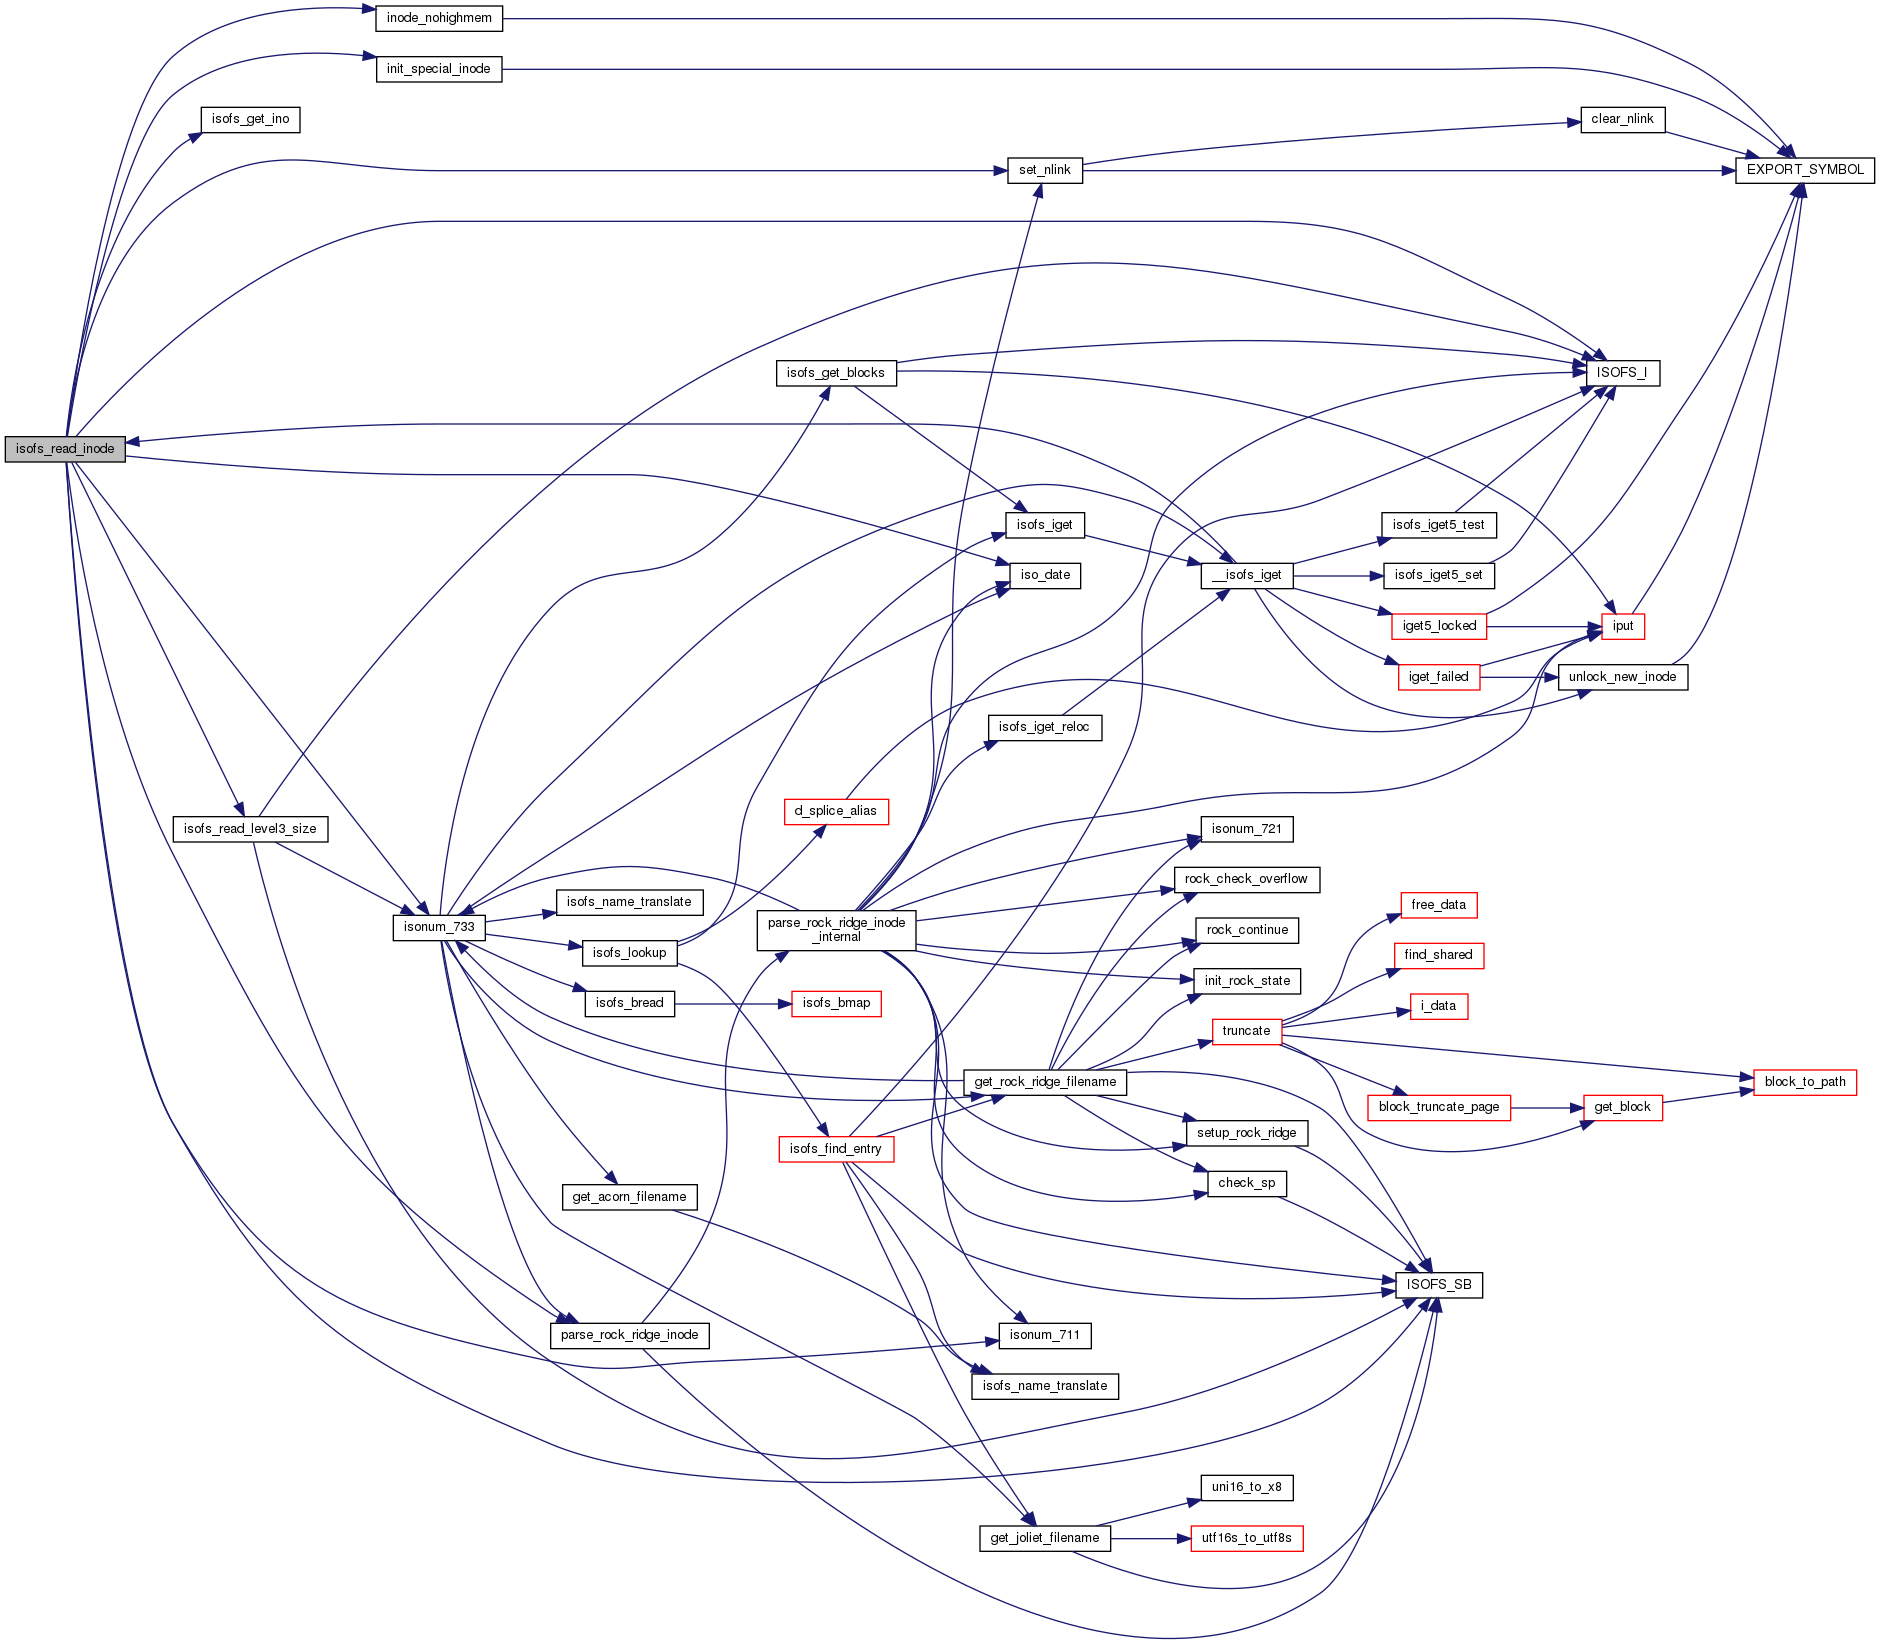 inode_nohighmem
init_special_inode
isofs_get_ino
clear_nlink
set_nlink
EXPORT_SYMBOL
isofs_get_blocks
ISOFS_I
isofs_read_inode
isofs_iget
isofs_iget5_test
iso_date
__isofs_iget
isofs_iget5_set
iget5_locked
iput
iget_failed
unlock_new_inode
isofs_iget_reloc
d_splice_alias
isofs_read_level3_size
isonum_721
rock_check_overflow
isofs_name_translate
free_data
isonum_733
parse_rock_ridge_inode
_internal
rock_continue
isofs_lookup
find_shared
init_rock_state
isofs_bread
isofs_bmap
i_data
truncate
get_rock_ridge_filename
block_to_path
block_truncate_page
get_block
setup_rock_ridge
isofs_find_entry
check_sp
get_acorn_filename
ISOFS_SB
parse_rock_ridge_inode
isonum_711
isofs_name_translate
uni16_to_x8
get_joliet_filename
utf16s_to_utf8s